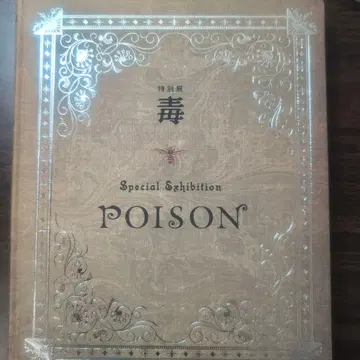 特別展
毒
Special Exhibition
POISON